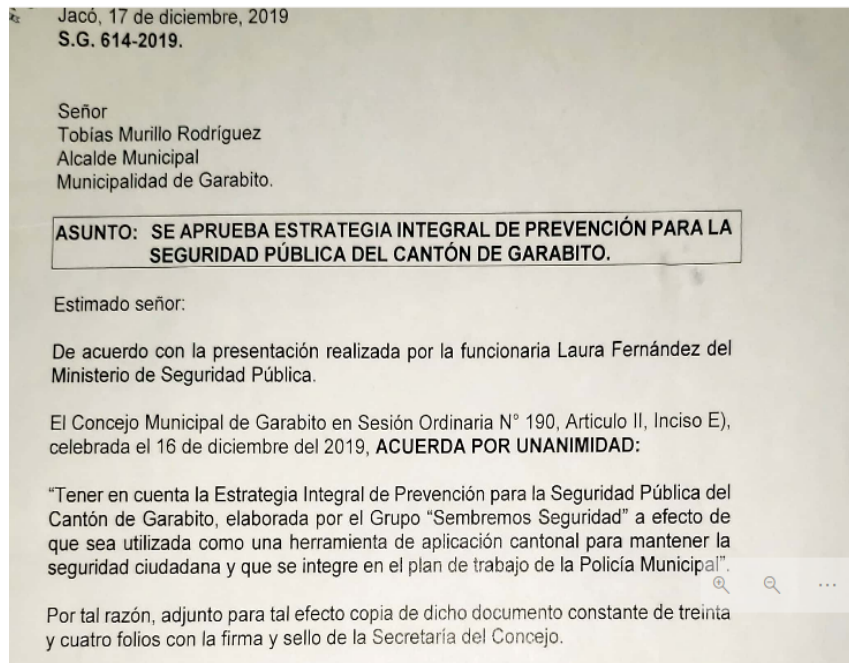 Jacó, 17 de diciembre, 2019
S.G. 614-2019.
Señor
Tobías Murillo Rodríguez
Alcalde Municipal
Municipalidad de Garabito.
ASUNTO: SE APRUEBA ESTRATEGIA INTEGRAL DE PREVENCIÓN PARA LA
SEGURIDAD PÚBLICA DEL CANTÓN DE GARABITO.
Estimado señor:
De acuerdo con la presentación realizada por la funcionaria Laura Fernández del
Ministerio de Seguridad Pública.
El Concejo Municipal de Garabito en Sesión Ordinaria N° 190, Articulo II, Inciso E),
celebrada el 16 de diciembre del 2019, ACUERDA POR UNANIMIDAD:
“Tener en cuenta la Estrategia Integral de Prevención para la Seguridad Pública del
Cantón de Garabito, elaborada por el Grupo “Sembremos Seguridad” a efecto de
que sea utilizada como una herramienta de aplicación cantonal para mantener la
seguridad ciudadana y que se integre en el plan de trabajo de la Policía Municipal”.
Por tal razón, adjunto para tal efecto copia de dicho documento constante de treinta
y cuatro folios con la firma y sello de la Secretaría del Concejo.